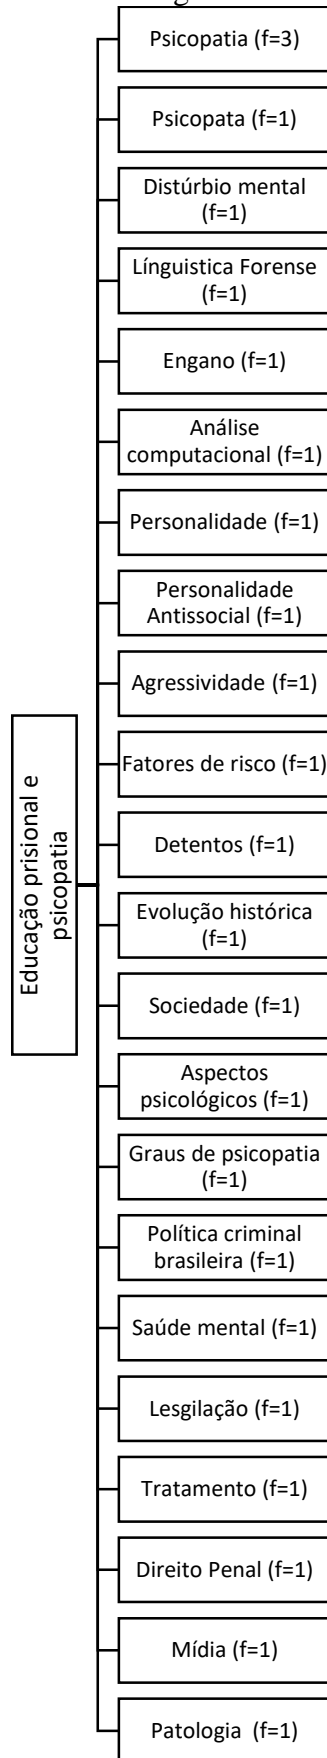 Psicopatia (f=3)
Psicopata (f=1)
Distúrbio mental
(f=1)
Línguistica Forense
(f=1)
Engano (f=1)
Análise
computacional (f=1)
Personalidade (f=1)
Personalidade
Antissocial (f=1)
Agressividade (f=1)
Fatores de risco (f=1)
Detentos (f=1)
Evolução histórica
(f=1)
Sociedade (f=1)
Aspectos
psicológicos (f=1)
Graus de psicopatia
(f=1)
Política criminal
brasileira (f=1)
Saúde mental (f=1)
Lesgilação (f=1)
Tratamento (f=1)
Direito Penal (f=1)
Mídia (f=1)
Patologia (f=1)
Educação prisional e
psicopatia